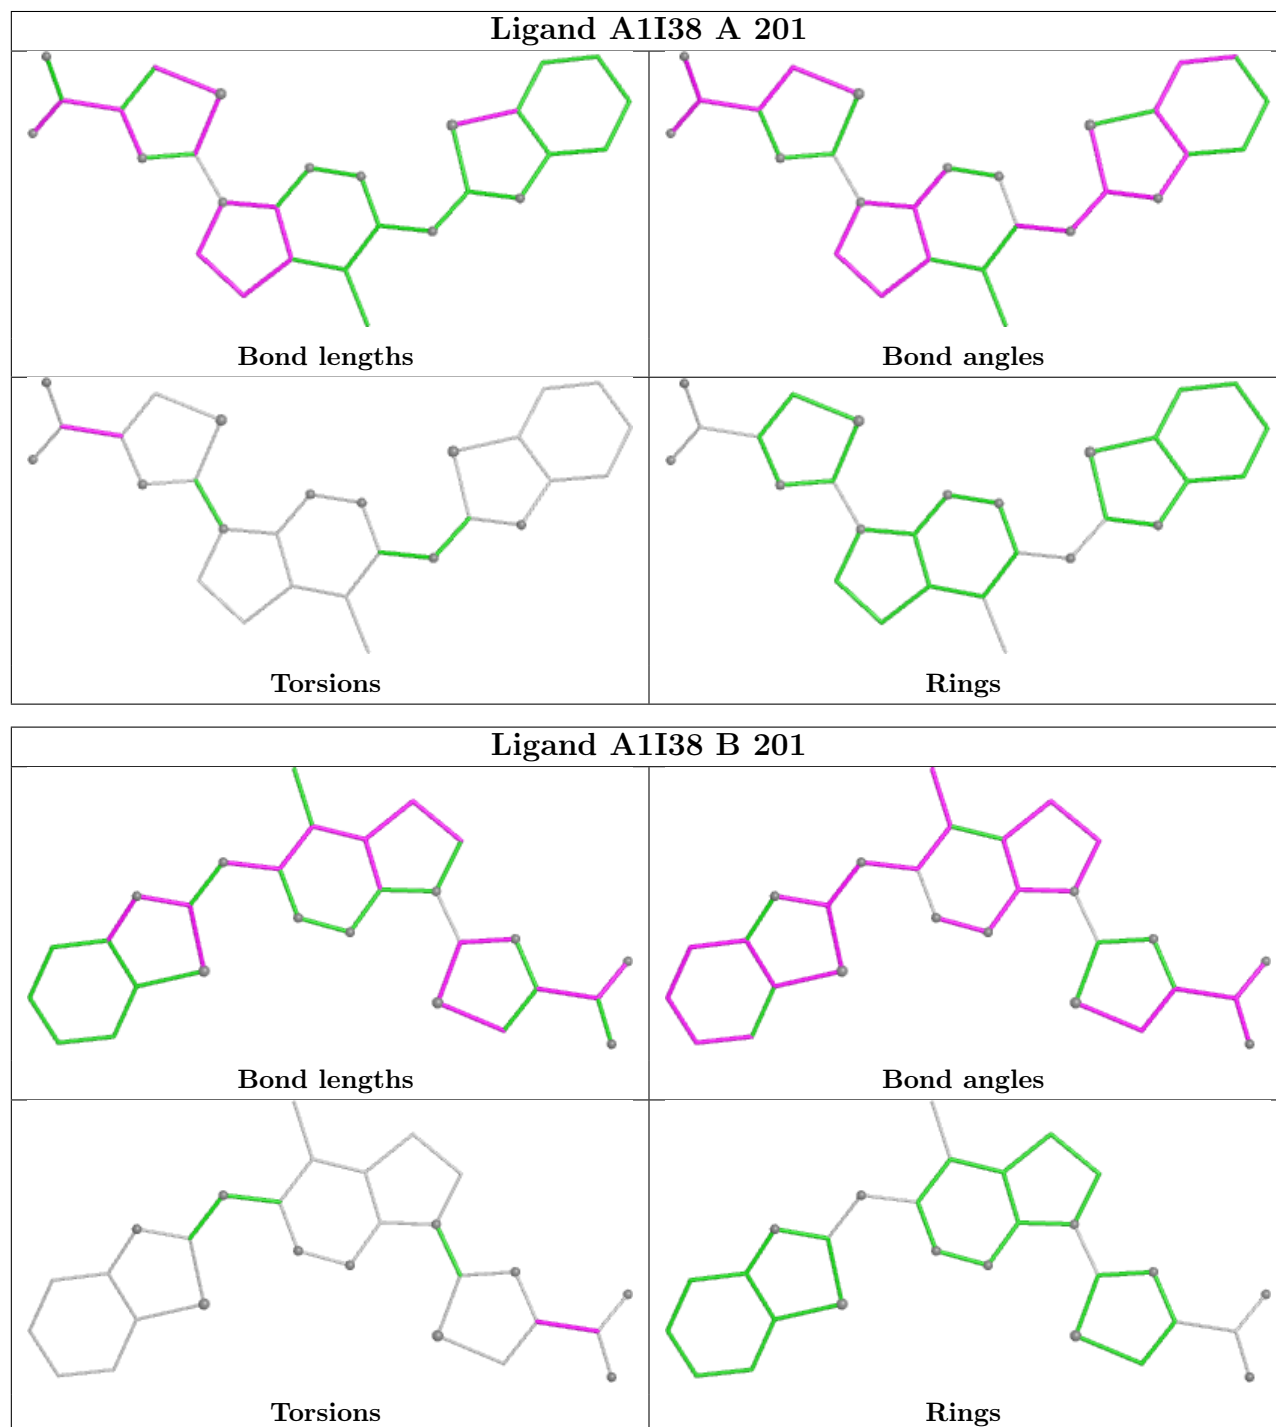 Ligand A1I38 A 201
Bond lengths
Bond angles
Torsions
Rings
Ligand A1I38 B 201
Bond lengths
Bond angles
Torsions
Rings